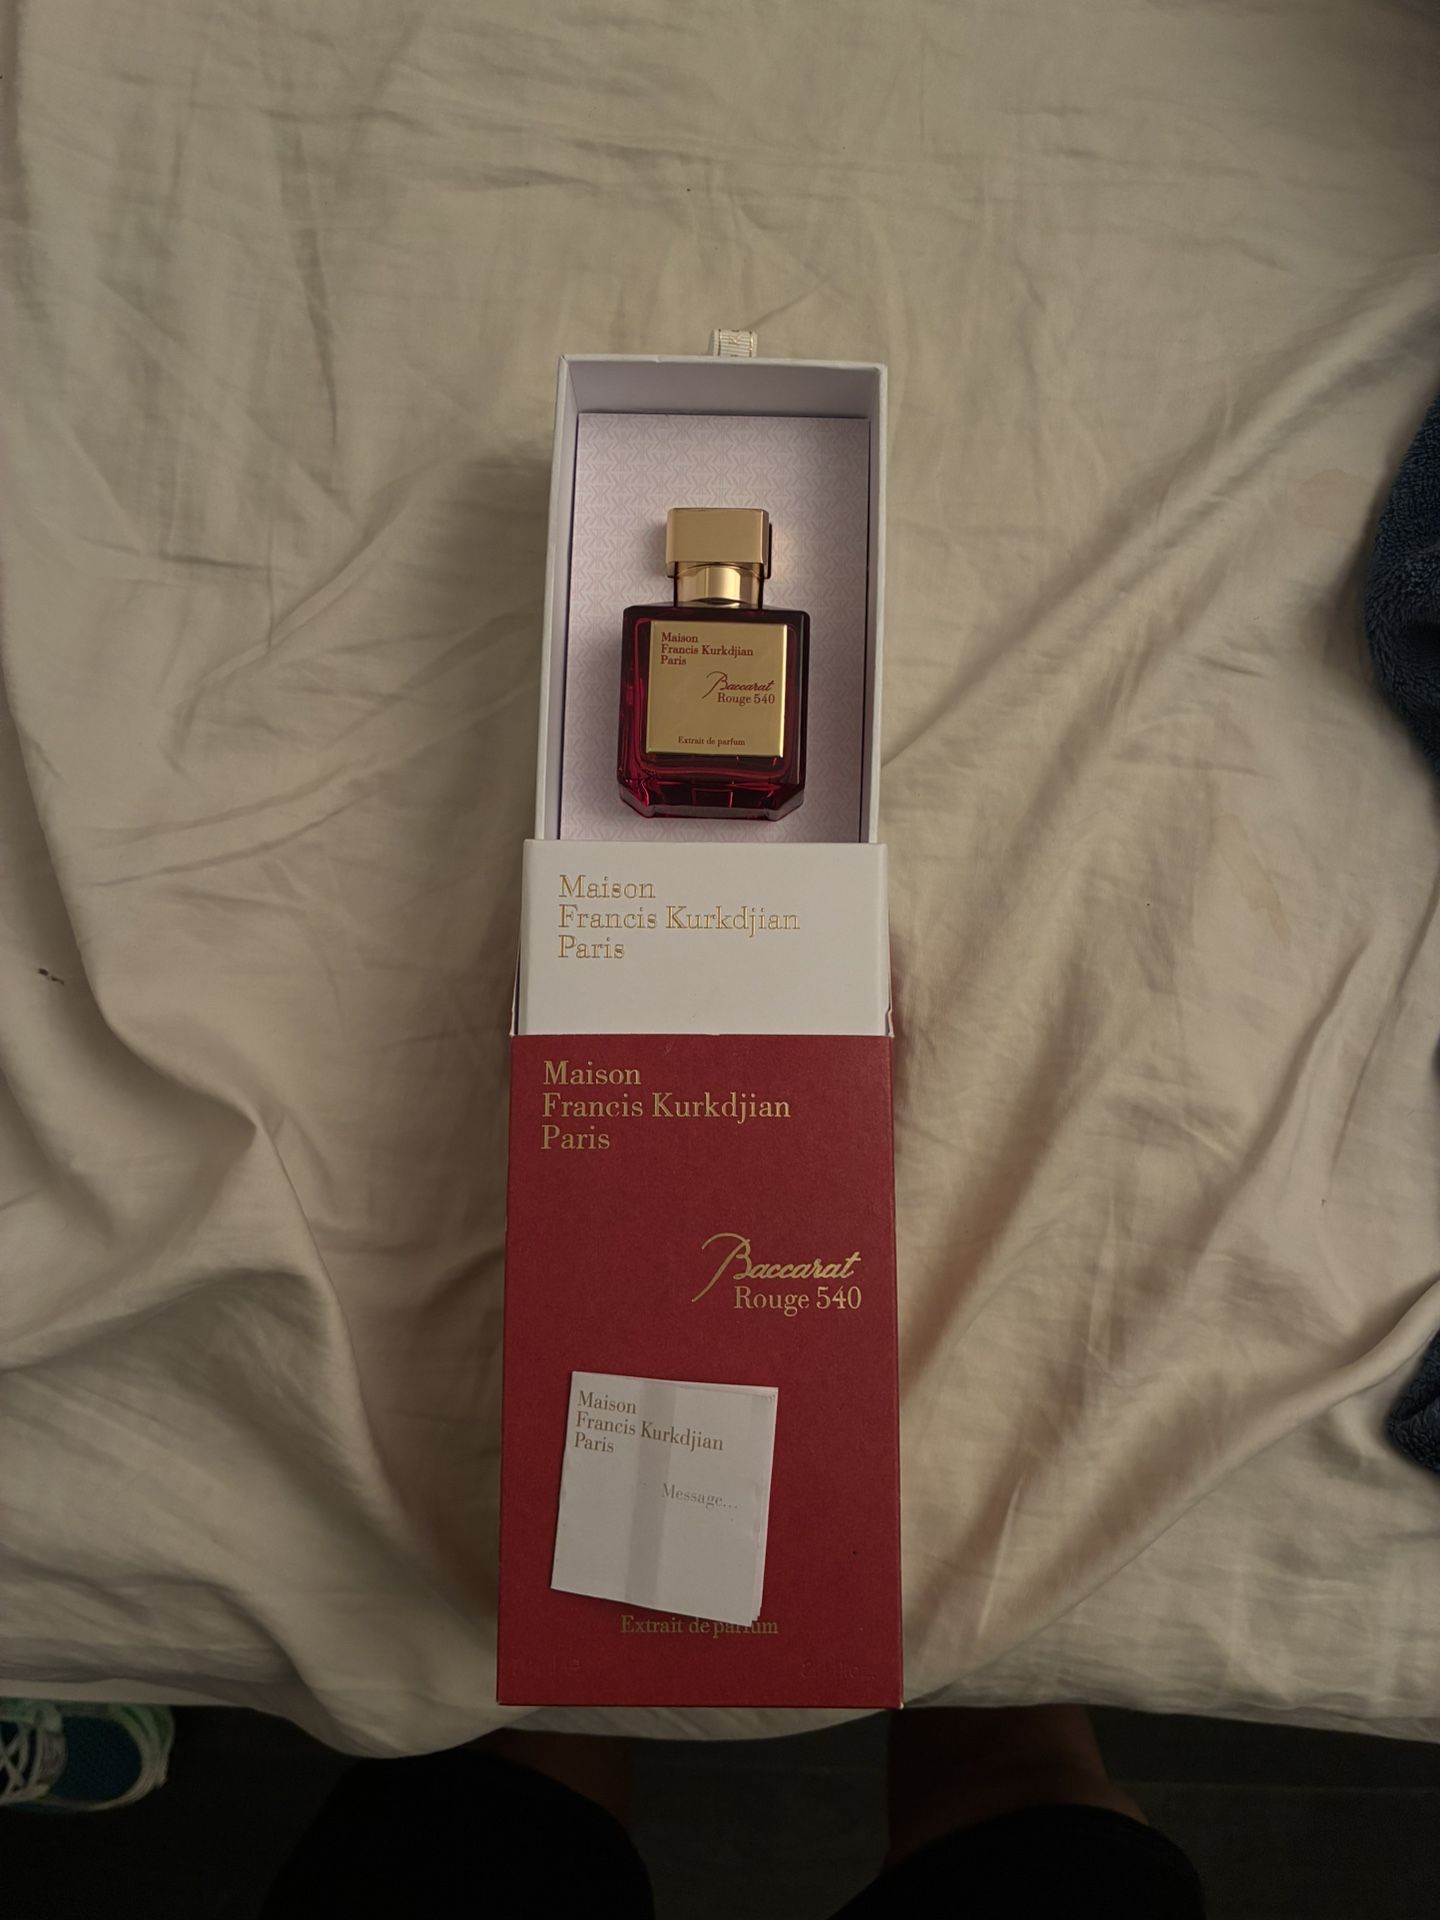 Maison
Francis Kurkdjian
Paris
Baccarat
Rouge 540
Extrait de parfum
Maison
Francis Kurkdjian
Paris
Maison
Francis Kurkdjian
Paris
Baccarat
Rouge 540
Maison
Francis Kurkdjian
Paris
Message...
Extrait de parfum